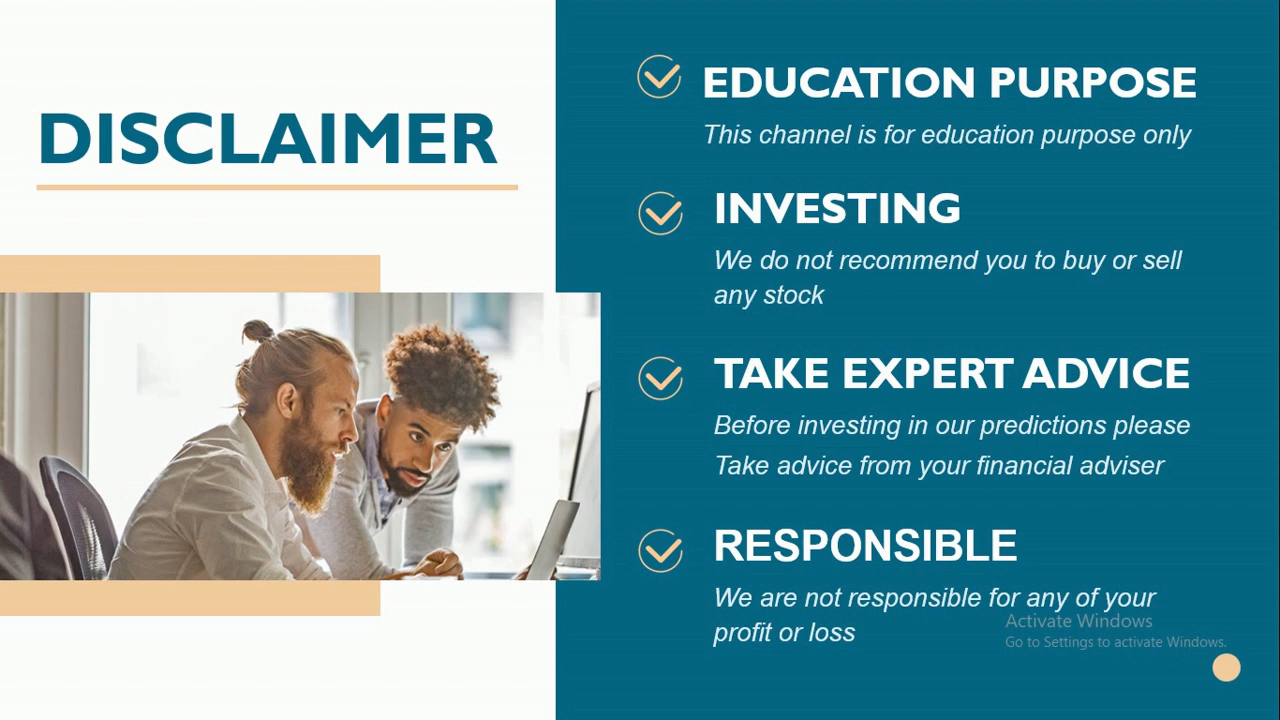 DISCLAIMER
EDUCATION PURPOSE
This channel is for education purpose only
INVESTING
We do not recommend you to buy or sell
any stock
TAKE EXPERT ADVICE
Before investing in our predictions please
Take advice from your financial adviser
RESPONSIBLE
We are not responsible for any of your
profit or loss
Activate Windows
Go to Settings to activate Windows.